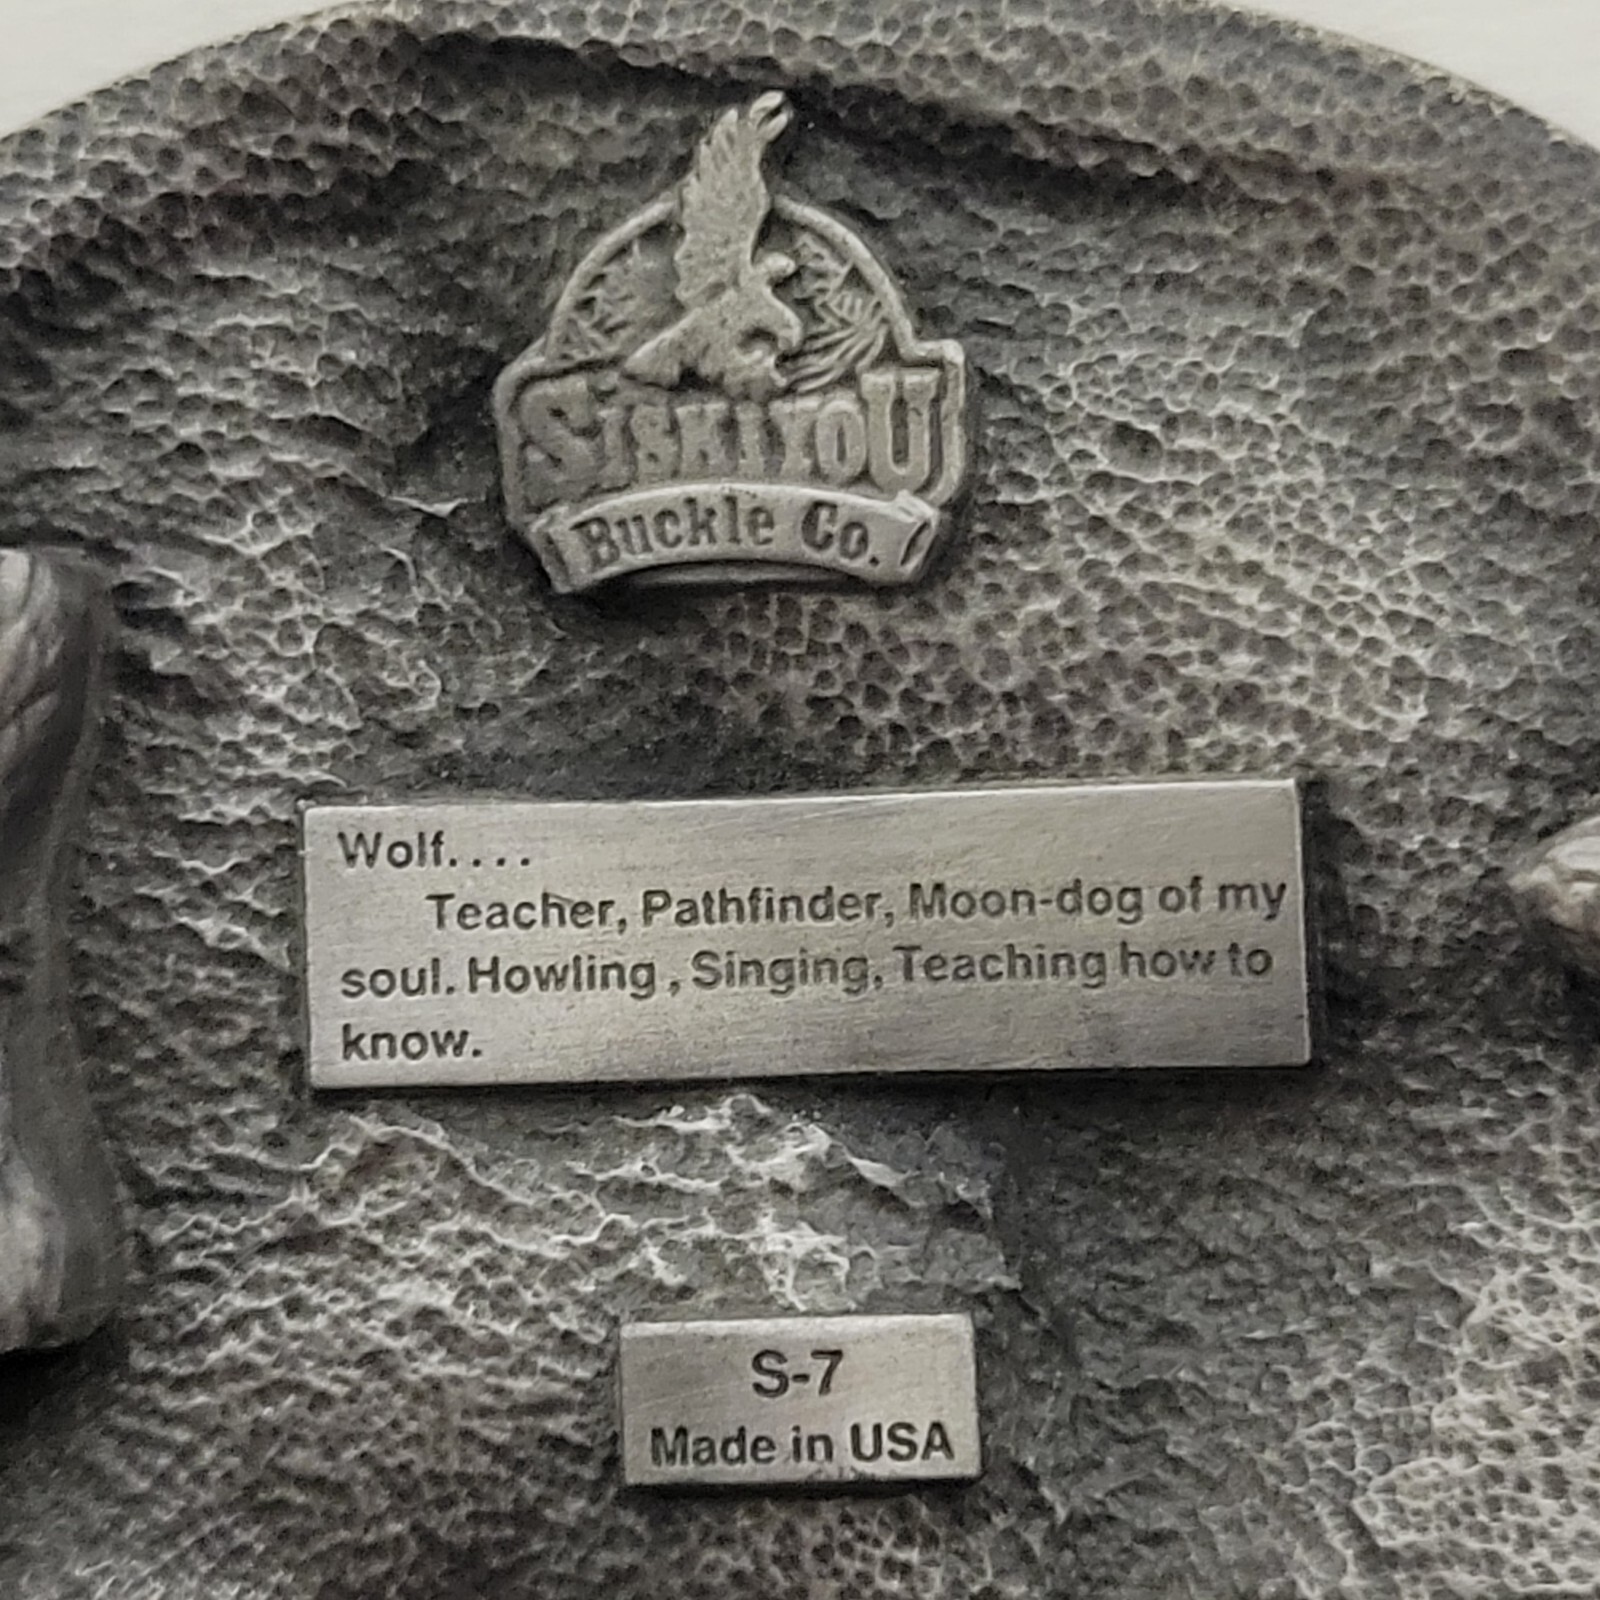 SISKIYOU
Buckle Co.
Wolf....
Teacher, Pathfinder, Moon-dog of my
soul. Howling, Singing, Teaching how to
know.
S-7
Made in USA